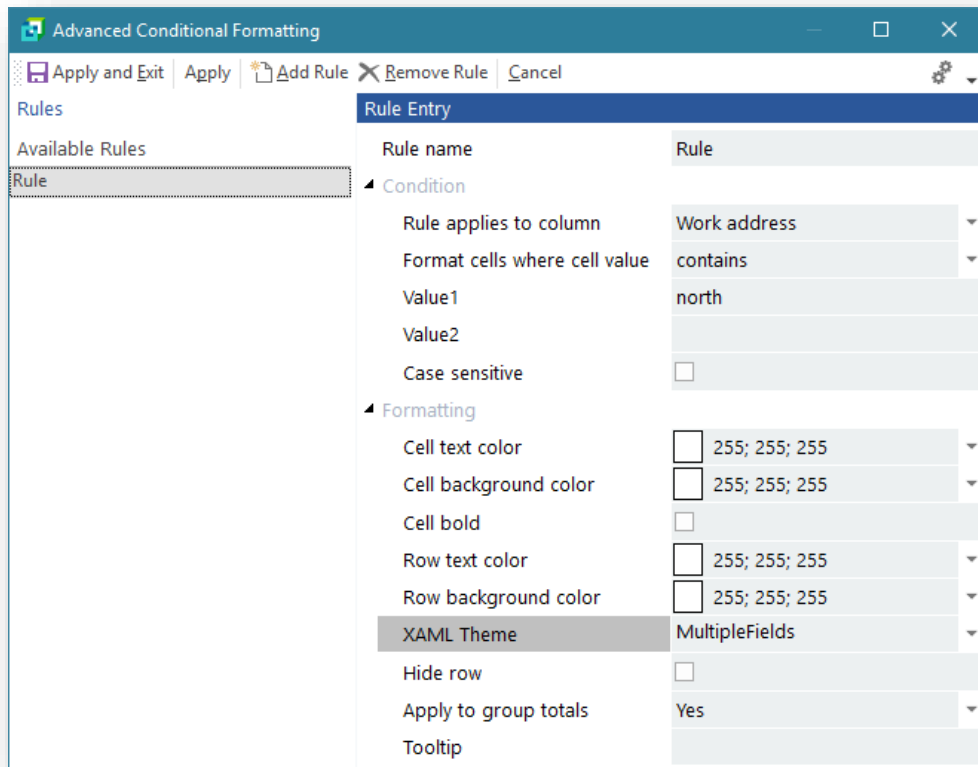 Advanced Conditional Formatting
Apply and Exit Apply Add Rule Remove Rule Cancel
Rules
Available Rules
Rule
Rule Entry
Rule name Rule
Condition
Rule applies to column Work address
Format cells where cell value contains
Value1 north
Value2
Case sensitive
Formatting
Cell text color 255; 255; 255
Cell background color 255; 255; 255
Cell bold
Row text color 255; 255; 255
Row background color 255; 255; 255
XAML Theme MultipleFields
Hide row
Apply to group totals Yes
Tooltip